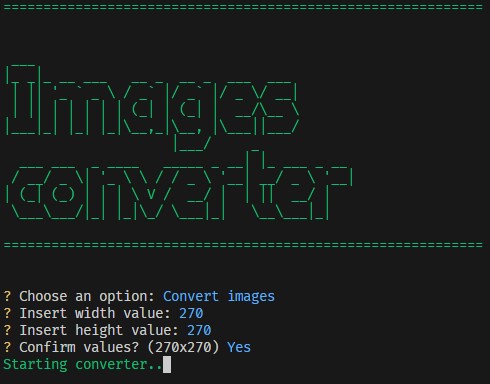 Images
converter
? Choose an option: Convert images
? Insert width value: 270
? Insert height value: 270
? Confirm values? (270x270) Yes
Starting converter..